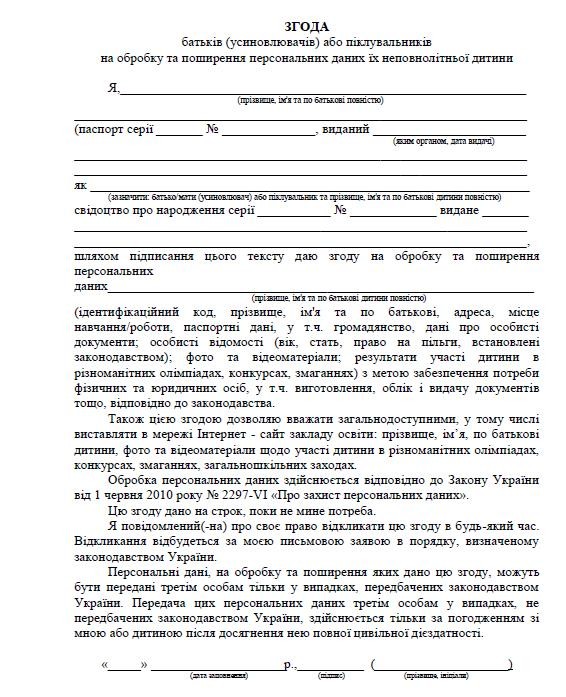 ЗГОДА
батьків (усиновлювачів) або піклувальників
на обробку та поширення персональних даних їх неповнолітньої дитини
Я,______________________________
(прізвище, ім'я та по батькові повністю)
(паспорт серії _______ № ______________, виданий _______________________
(яким органом, дата видачі)
як ______________________________
(зазначити: батько/мати (усиновлювач) або піклувальник та прізвище, ім'я та по батькові дитини повністю)
свідоцтво про народження серії ___________ № _____________ видане _______
______________________________,
шляхом підписання цього тексту даю згоду на обробку та поширення
персональних
даних______________________________
(прізвище, ім'я та по батькові дитини повністю)
(ідентифікаційний код, прізвище, ім'я та по батькові, адреса, місце
навчання/роботи, паспортні дані, у т.ч. громадянство, дані про особисті
документи; особисті відомості (вік, стать, право на пільги, встановлені
законодавством); фото та відеоматеріали; результати участі дитини в
різноманітних олімпіадах, конкурсах, змаганнях) з метою забезпечення потреби
фізичних та юридичних осіб, у т.ч. виготовлення, облік і видачу документів
тощо, відповідно до законодавства.
Також цією згодою дозволяю вважати загальнодоступними, у тому числі
виставляти в мережі Інтернет - сайт закладу освіти: прізвище, ім’я, по батькові
дитини, фото та відеоматеріали щодо участі дитини в різноманітних олімпіадах,
конкурсах, змаганнях, загальношкільних заходах.
Обробка персональних даних здійснюється відповідно до Закону України
від 1 червня 2010 року № 2297-VI «Про захист персональних даних».
Цю згоду дано на строк, поки не мине потреба.
Я повідомлений(-на) про своє право відкликати цю згоду в будь-який час.
Відкликання відбудеться за моєю письмовою заявою в порядку, визначеному
законодавством України.
Персональні дані, на обробку та поширення яких дано цю згоду, можуть
бути передані третім особам тільки у випадках, передбачених законодавством
України. Передача цих персональних даних третім особам у випадках, не
передбачених законодавством України, здійснюється тільки за погодженням зі
мною або дитиною після досягнення нею повної цивільної дієздатності.
«_____» ____________________р.,__________ (____________________)
(дата заповнення) (підпис) (прізвище, ініціали)